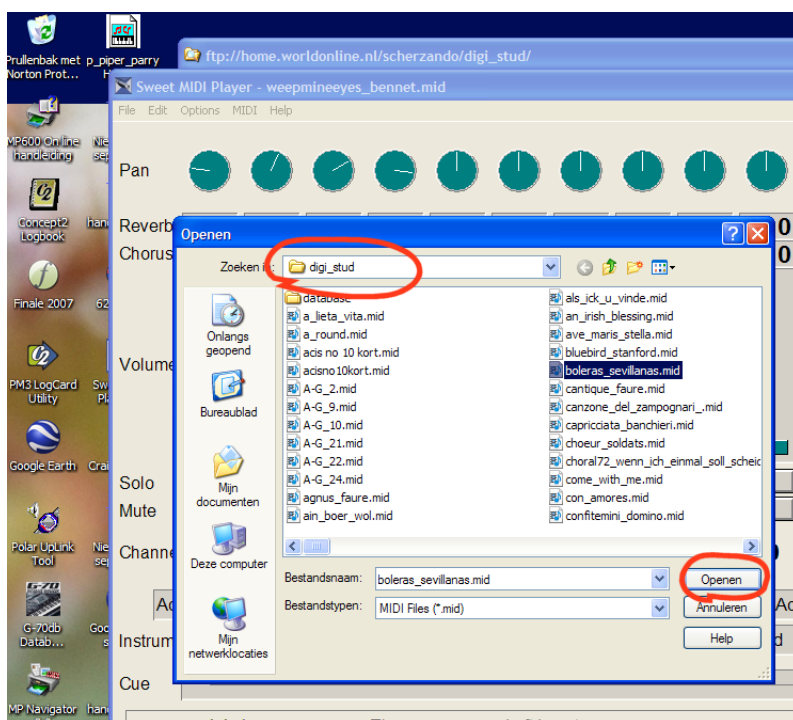 Prullenbak met
Norton Prot...
p_piper_parry
ftp://home.worldonline.nl/scherzando/digi_stud/
Sweet MIDI Player - weepmineeyes_bennet.mid
File Edit Options MIDI Help
MP600 On line
handleiding
Pan
Concept2
Logbook
Reverb
Chorus
Openen
Zoeken in:
digi_stud
Finale 2007
62
Onlangs
geopend
Bureaublad
Mijn
documenten
Deze computer
Mijn
netwerklocaties
database
a_lieta_vita.mid
a_round.mid
acis no 10 kort.mid
acisno10kort.mid
A-G_2.mid
A-G_9.mid
A-G_10.mid
A-G_21.mid
A-G_22.mid
A-G_24.mid
agnus_faure.mid
ain_boer_wol.mid
als_ick_u_vinde.mid
an_irish_blessing.mid
ave_maris_stella.mid
bluebird_stanford.mid
boleras_sevillanas.mid
cantique_faure.mid
canzone_del_zampognari_.mid
capricciata_banchieri.mid
choeur_soldats.mid
choral72_wenn_ich_einmal_soll_scheid
come_with_me.mid
con_amores.mid
confitemini_domino.mid
Bestandsnaam:
boleras_sevillanas.mid
Openen
Bestandstypen:
MIDI Files (*.mid)
Annuleren
Help
PM3 LogCard
Utility
Volume
Google Earth
Solo
Mute
Polar UpLink
Tool
Channe
G-70db
Datab...
Instrum
Cue
MP Navigator